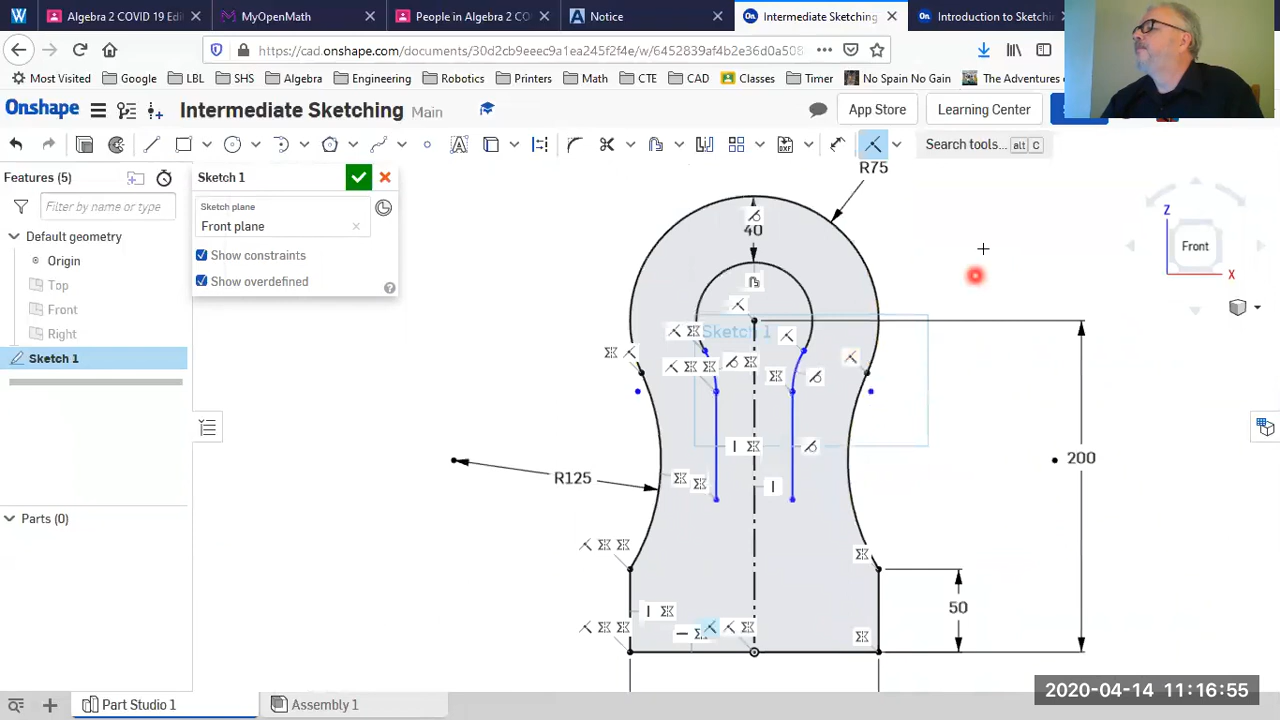 Algebra 2 COVID 19 Edi
MyOpenMath
People in Algebra 2 CO
Notice
Intermediate Sketching
Introduction to Sketchi
https://cad.onshape.com/documents/30d2cb9eeec9a1ea245f2f4e/w/6452839af4b2e36d0a508
Most Visited
Google
LBL
SHS
Algebra
Engineering
Robotics
Printers
Math
CTE
CAD
Classes
Timer
No Spain No Gain
The Adventures
Onshape
Intermediate Sketching
Main
App Store
Learning Center
Search tools...
alt
C
Features (5)
Filter by name or type
Default geometry
Origin
Top
Front
Right
Sketch 1
Parts (0)
Sketch 1
Sketch plane
Front plane
Show constraints
Show overdefined
R75
40
Sketch 1
R125
200
50
Z
Front
X
Part Studio 1
Assembly 1
2020-04-14 11:16:55